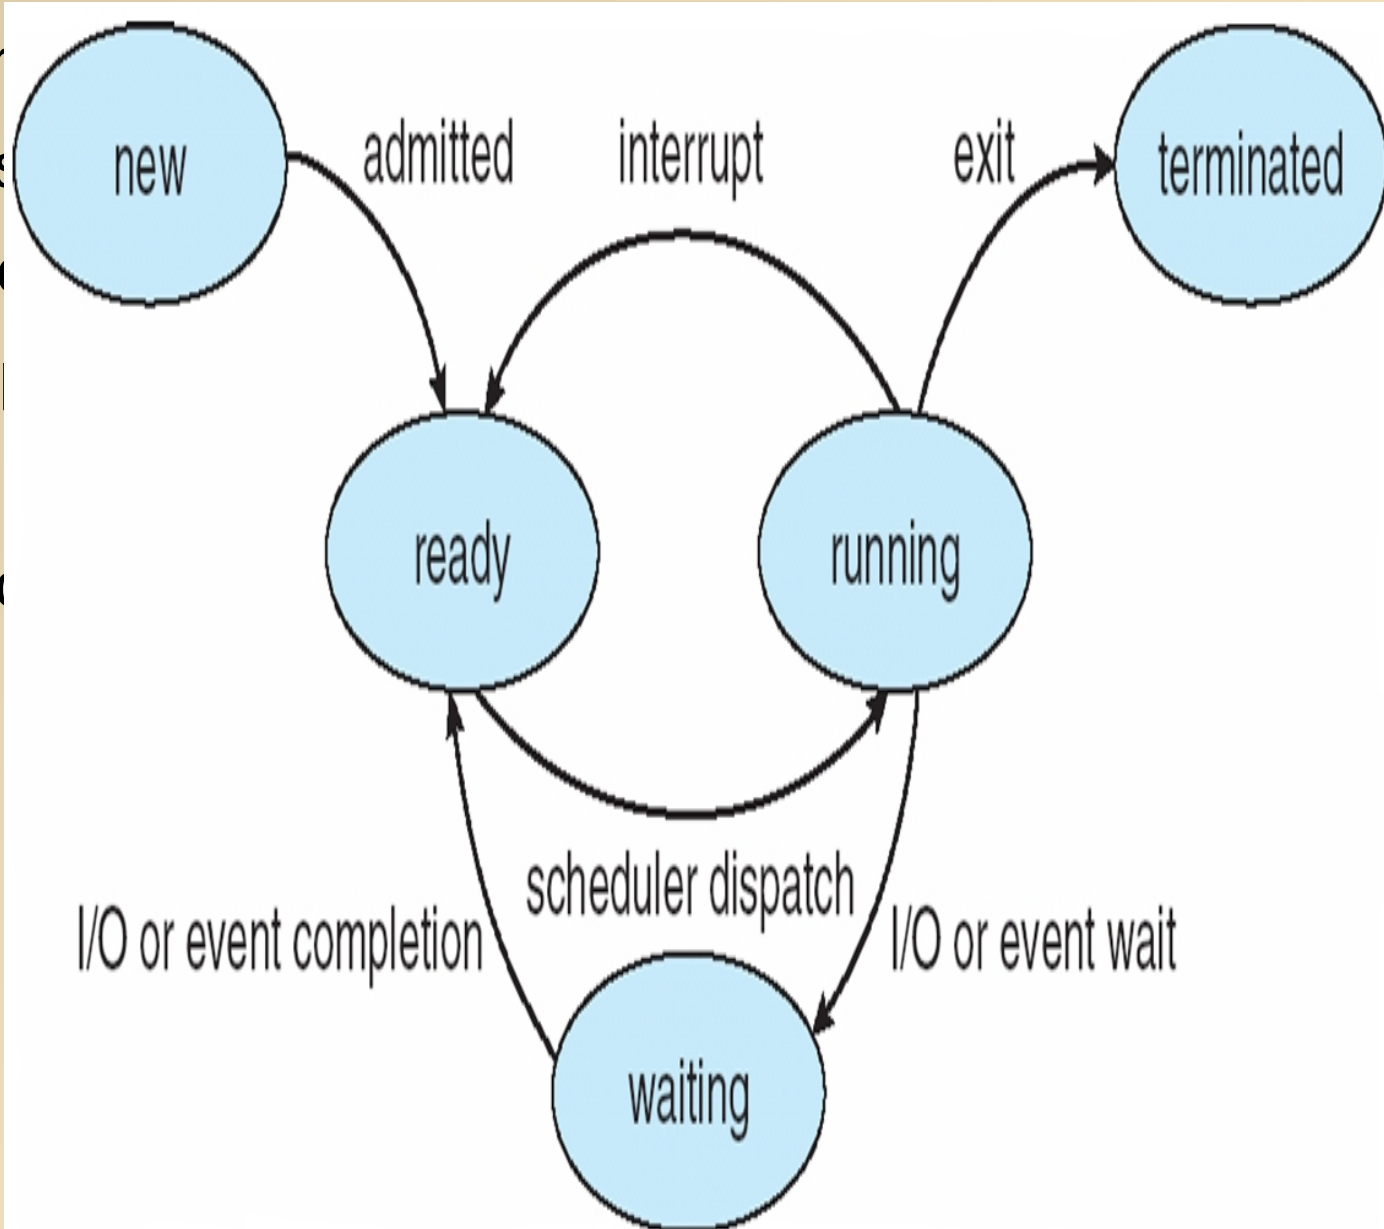 new
admitted
interrupt
exit
terminated
ready
running
scheduler dispatch
I/O or event completion
I/O or event wait
waiting